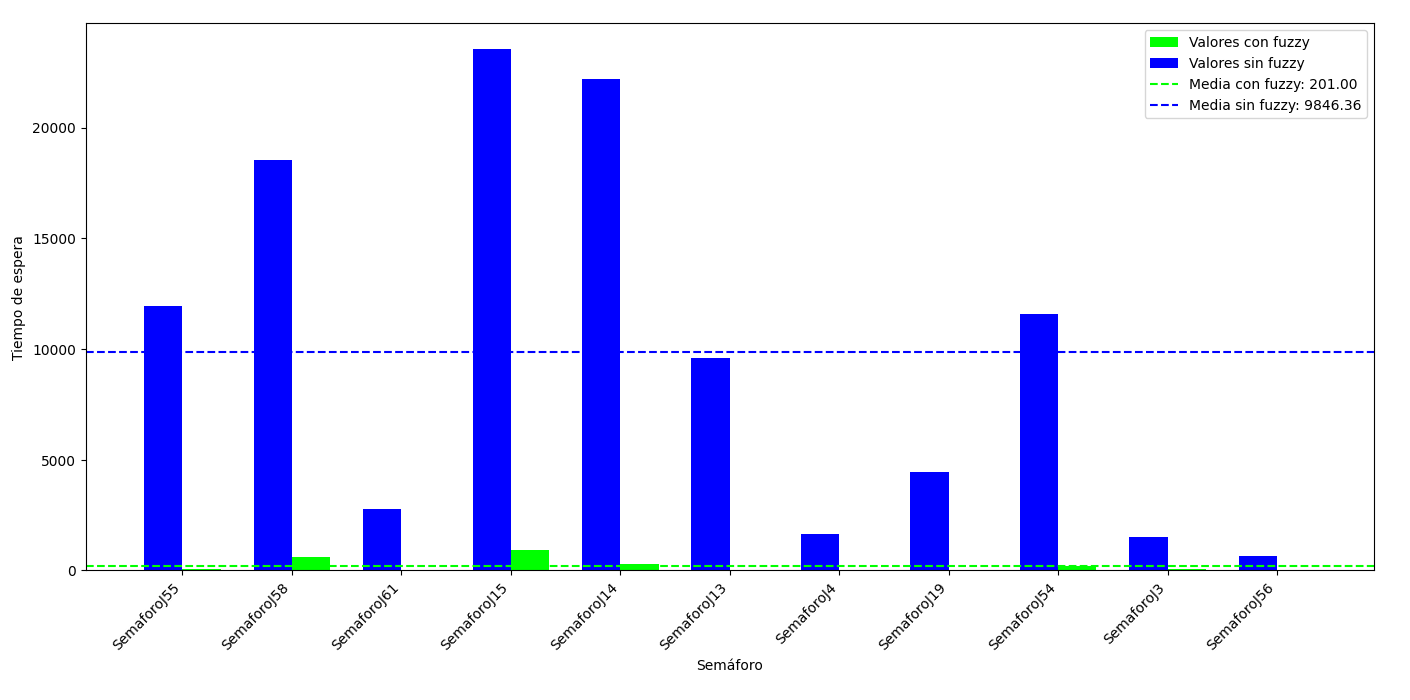 Valores con fuzzy
Valores sin fuzzy
Media con fuzzy: 201.00
Media sin fuzzy: 9846.36
Tiempo de espera
20000
15000
10000
5000
0
SemaforoJ55
SemaforoJ58
SemaforoJ61
SemaforoJ15
SemaforoJ14
SemaforoJ13
SemaforoJ4
SemaforoJ19
SemaforoJ54
SemaforoJ3
SemaforoJ56
Semáforo